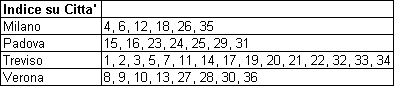 Indice su Citta'
Milano 4, 6, 12, 18, 26, 35
Padova 15, 16, 23, 24, 25, 29, 31
Treviso 1, 2, 3, 5, 7, 11, 14, 17, 19, 20, 21, 22, 32, 33, 34
Verona 8, 9, 10, 13, 27, 28, 30, 36